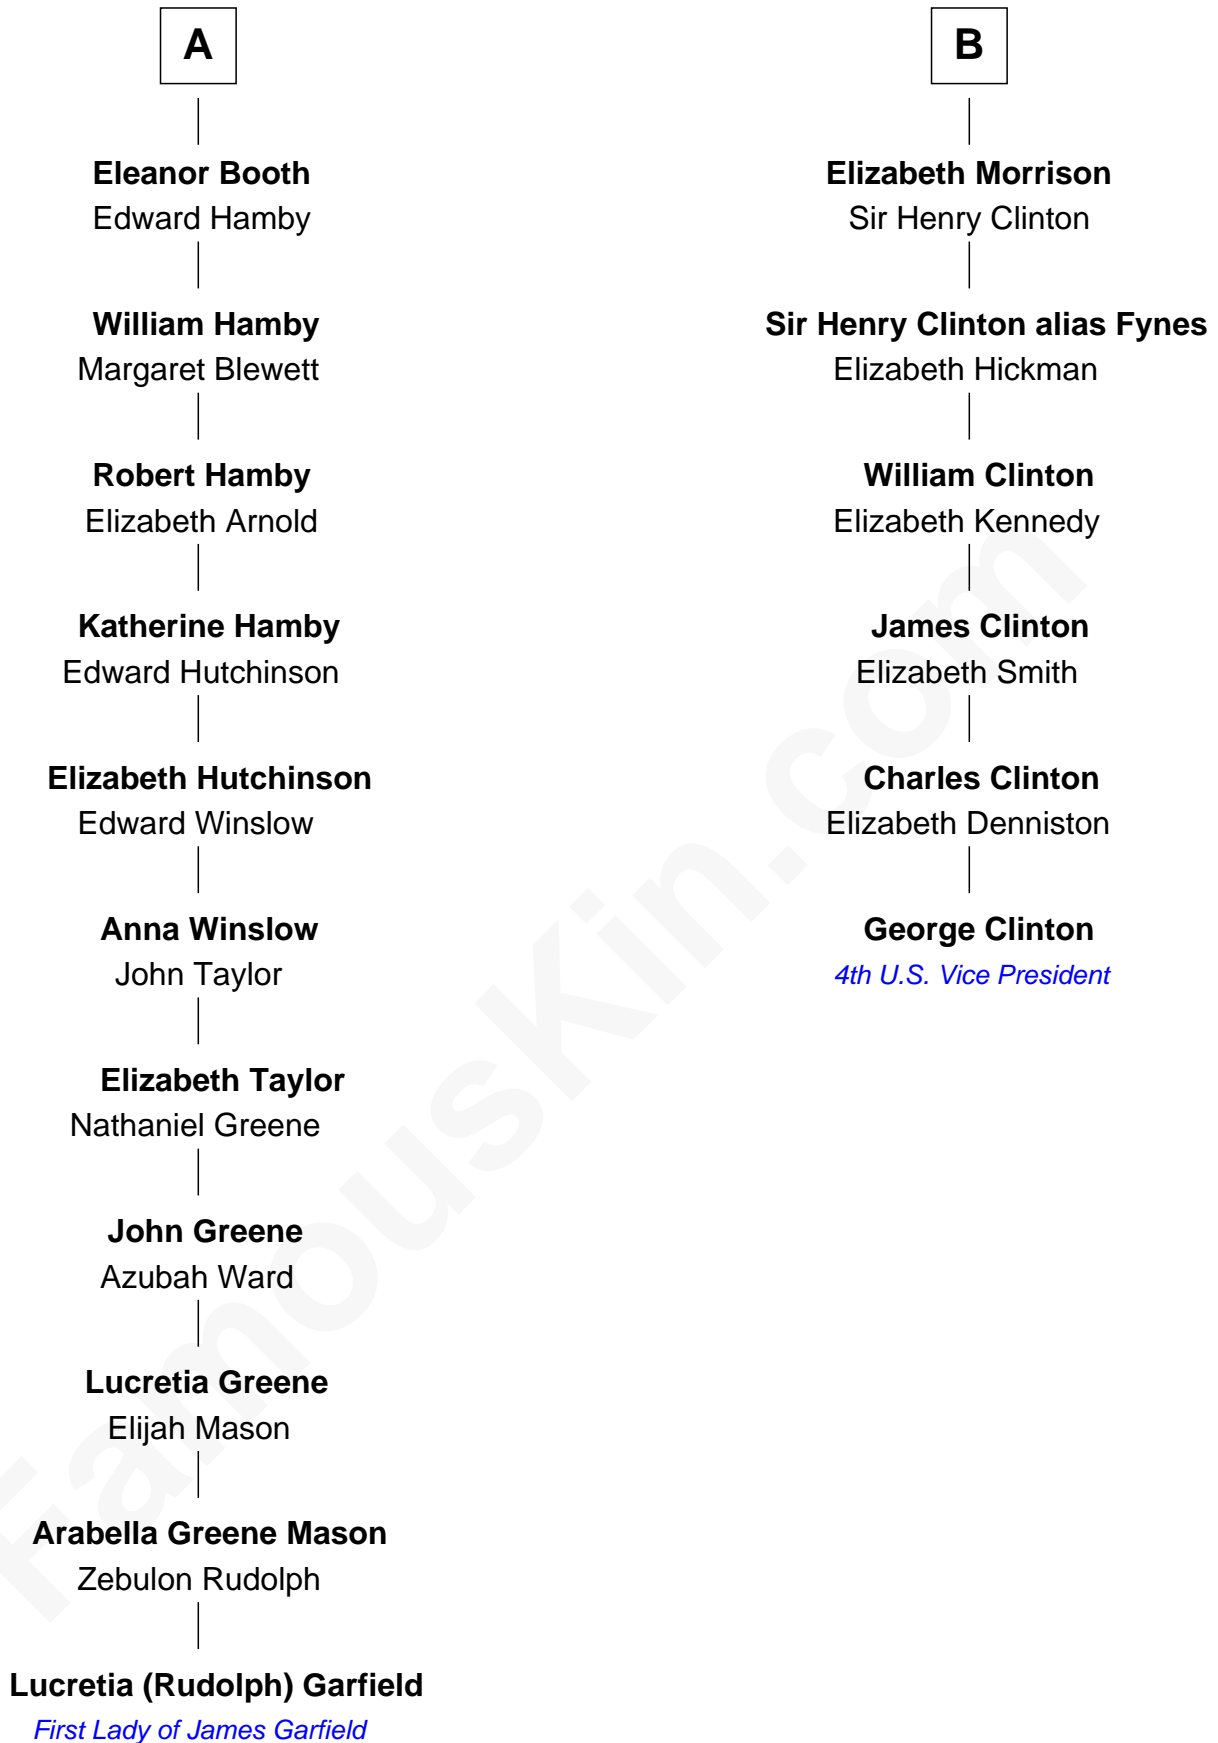 A
Eleanor Booth
Edward Hamby
William Hamby
Margaret Blewett
Robert Hamby
Elizabeth Arnold
Katherine Hamby
Edward Hutchinson
Elizabeth Hutchinson
Edward Winslow
Anna Winslow
John Taylor
Elizabeth Taylor
Nathaniel Greene
John Greene
Azubah Ward
Lucretia Greene
Elijah Mason
Arabella Greene Mason
Zebulon Rudolph
Lucretia (Rudolph) Garfield
First Lady of James Garfield
B
Elizabeth Morrison
Sir Henry Clinton
Sir Henry Clinton alias Fynes
Elizabeth Hickman
William Clinton
Elizabeth Kennedy
James Clinton
Elizabeth Smith
Charles Clinton
Elizabeth Denniston
George Clinton
4th U.S. Vice President
FamousKin.com